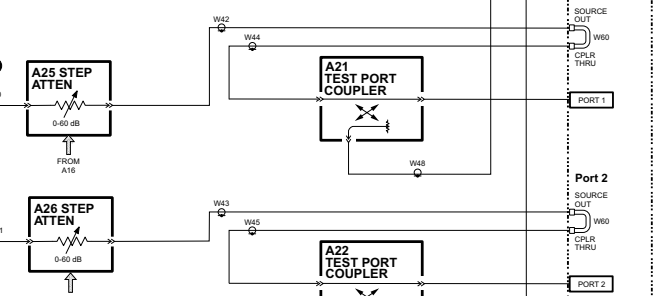 W42
SOURCE
OUT
W44
W60
CPLR
THRU
A25 STEP
ATTEN
0-60 dB
FROM
A16
A21
TEST PORT
COUPLER
PORT 1
W48
Port 2
SOURCE
OUT
W43
W45
W60
CPLR
THRU
A26 STEP
ATTEN
0-60 dB
A22
TEST PORT
COUPLER
PORT 2